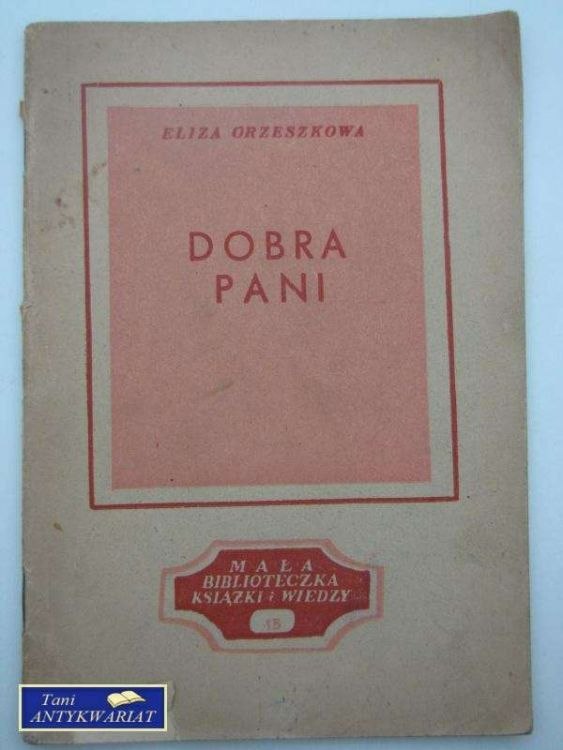 ELIZA ORZESZKOWA
DOBRA
PANI
MAŁA
BIBLIOTECZKA
KSIĄŻKI i WIEDZY
Tani
ANTYKWARIAT